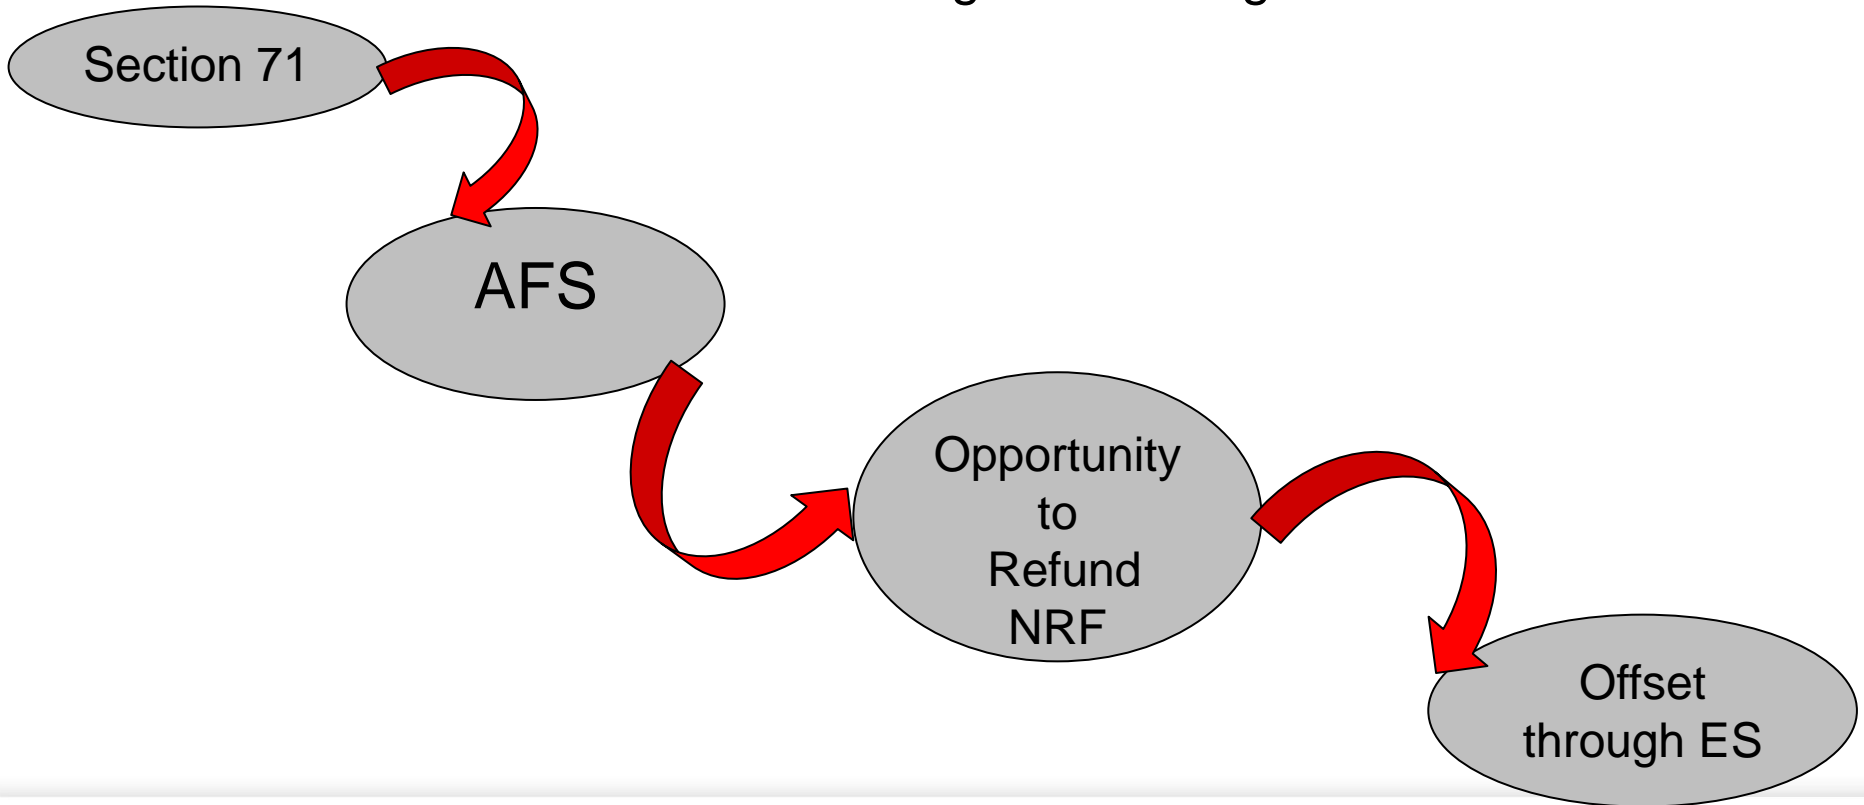 Section 71
AFS
Opportunity
to
Refund
NRF
Offset
through ES